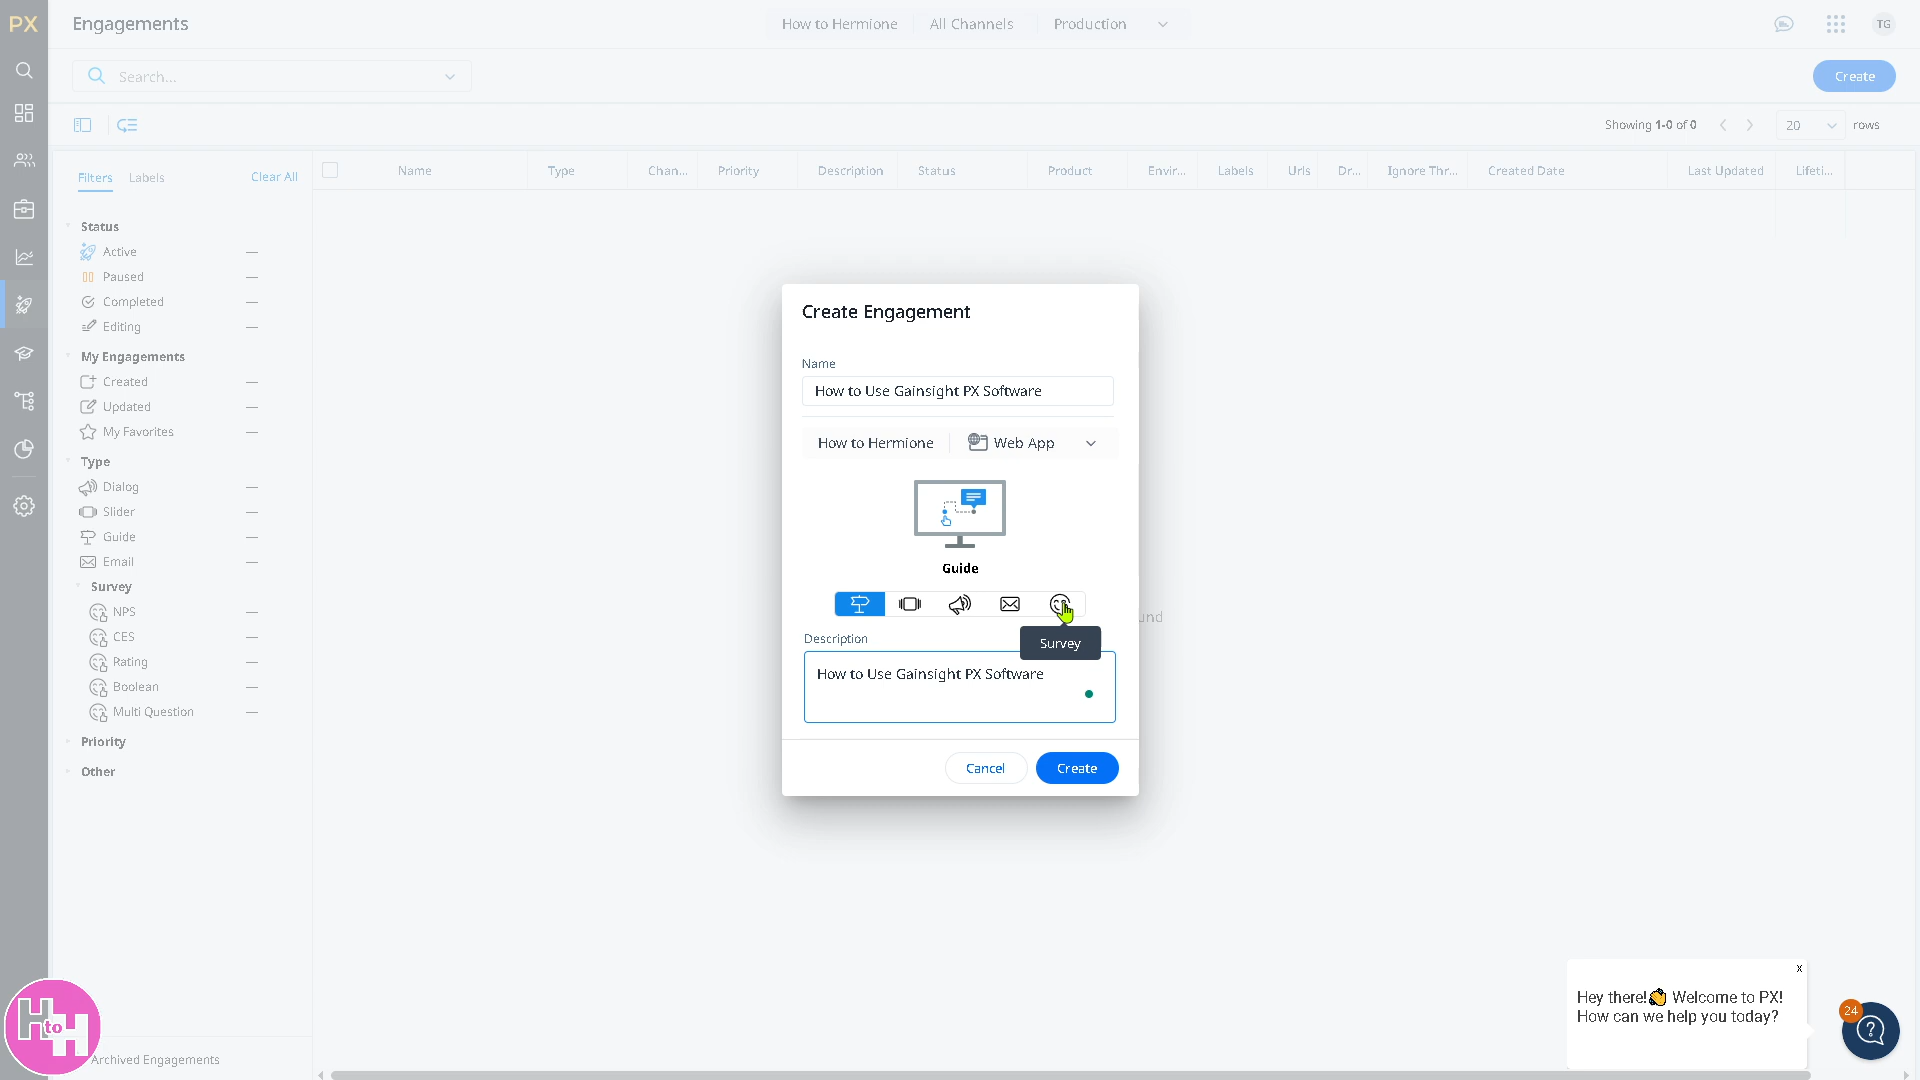 PX
Engagements
How to Hermione
All Channels
Production
TG
Search...
Create
Showing 1-0 of 0
20
rows
Filters
Labels
Clear All
Name
Type
Chan...
Priority
Description
Status
Product
Envir...
Labels
Urls
Dr...
Ignore Thr...
Created Date
Last Updated
Lifeti...
Status
Active
Paused
Completed
Editing
My Engagements
Created
Updated
My Favorites
Type
Dialog
Slider
Guide
Email
Survey
NPS
CES
Rating
Boolean
Multi Question
Priority
Other
Archived Engagements
Create Engagement
Name
How to Use Gainsight PX Software
How to Hermione
Web App
Guide
Description
Survey
How to Use Gainsight PX Software
Cancel
Create
x
Hey there!👋 Welcome to PX!
How can we help you today?
24
H to H